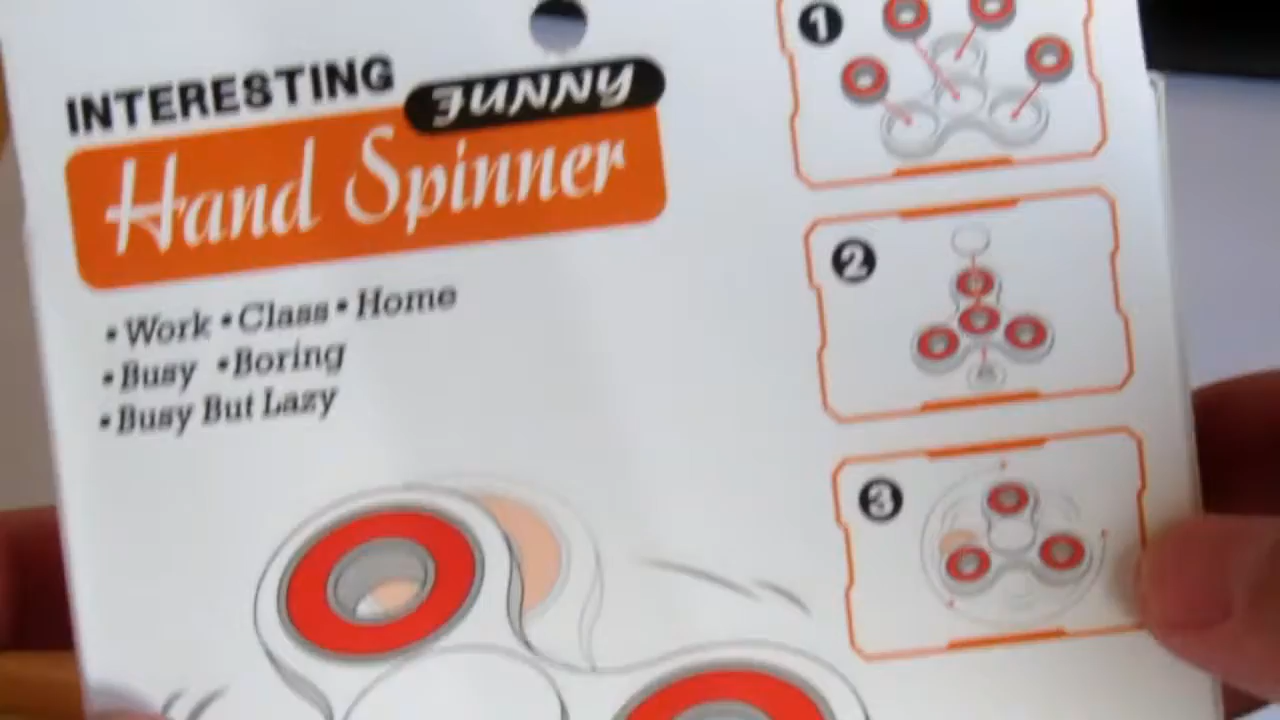 INTERESTING
FUNNY
Hand Spinner
• Work • Class • Home
• Busy • Boring
• Busy But Lazy
1
2
3